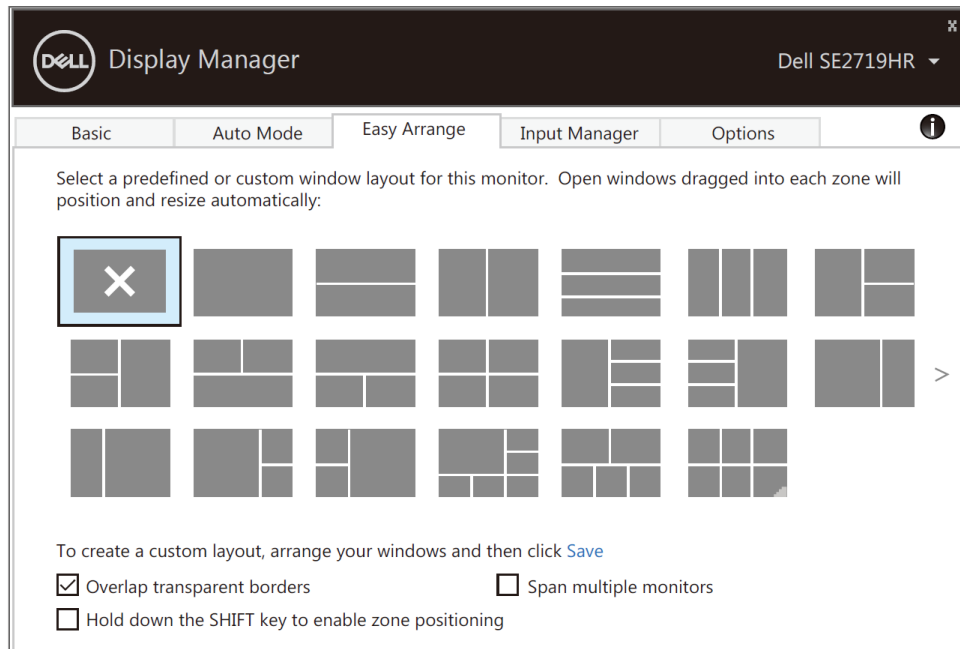 x
DELL Display Manager
Dell SE2719HR
Basic Auto Mode Easy Arrange Input Manager Options
Select a predefined or custom window layout for this monitor. Open windows dragged into each zone will
position and resize automatically:
>
To create a custom layout, arrange your windows and then click Save
Overlap transparent borders Span multiple monitors
Hold down the SHIFT key to enable zone positioning